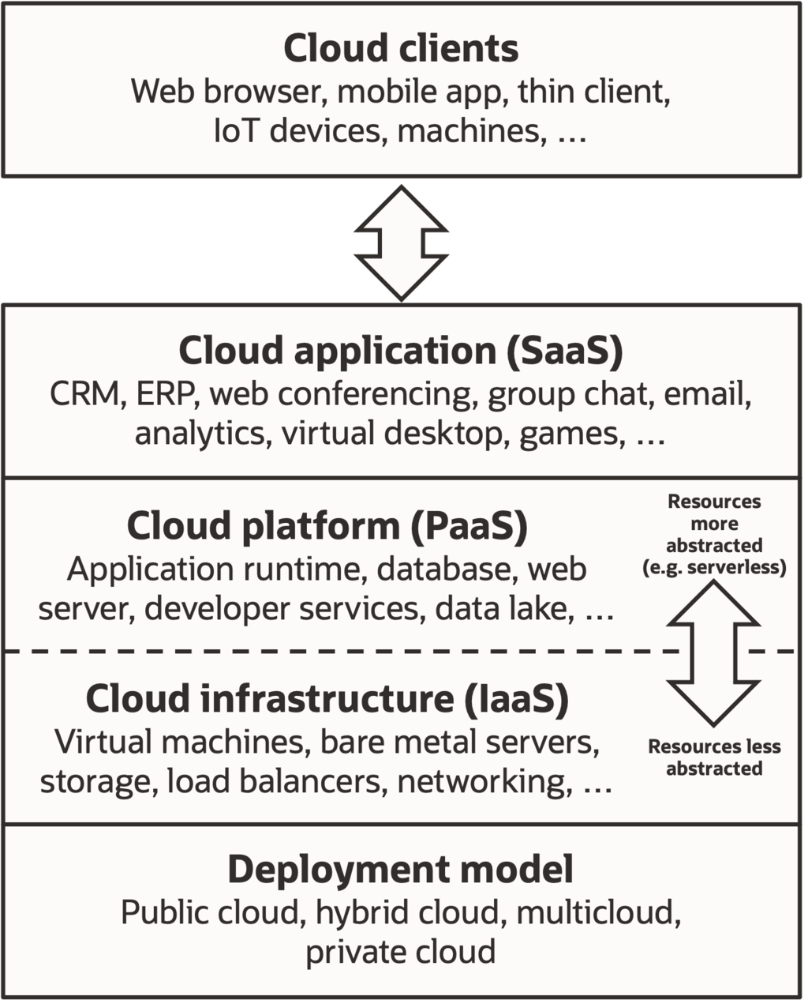 Cloud clients
Web browser, mobile app, thin client,
IoT devices, machines, ...
Cloud application (SaaS)
CRM, ERP, web conferencing, group chat, email,
analytics, virtual desktop, games, ...
Cloud platform (PaaS)
Application runtime, database, web
server, developer services, data lake, ...
Resources
more
abstracted
(e.g. serverless)
Cloud infrastructure (IaaS)
Virtual machines, bare metal servers,
storage, load balancers, networking, ...
Resources less
abstracted
Deployment model
Public cloud, hybrid cloud, multicloud,
private cloud